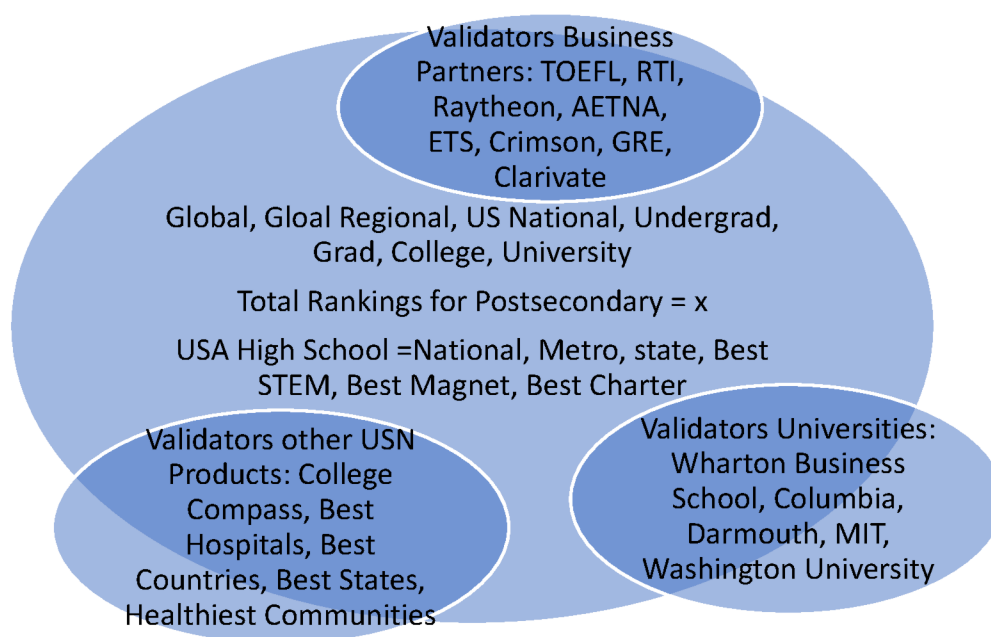 Validators Business
Partners: TOEFL, RTI,
Raytheon, AETNA,
ETS, Crimson, GRE,
Clarivate
Global, Gloal Regional, US National, Undergrad,
Grad, College, University
Total Rankings for Postsecondary = x
USA High School =National, Metro, state, Best
STEM, Best Magnet, Best Charter
Validators other USN
Products: College
Compass, Best
Hospitals, Best
Countries, Best States,
Healthiest Communities
Validators Universities:
Wharton Business
School, Columbia,
Darmouth, MIT,
Washington University